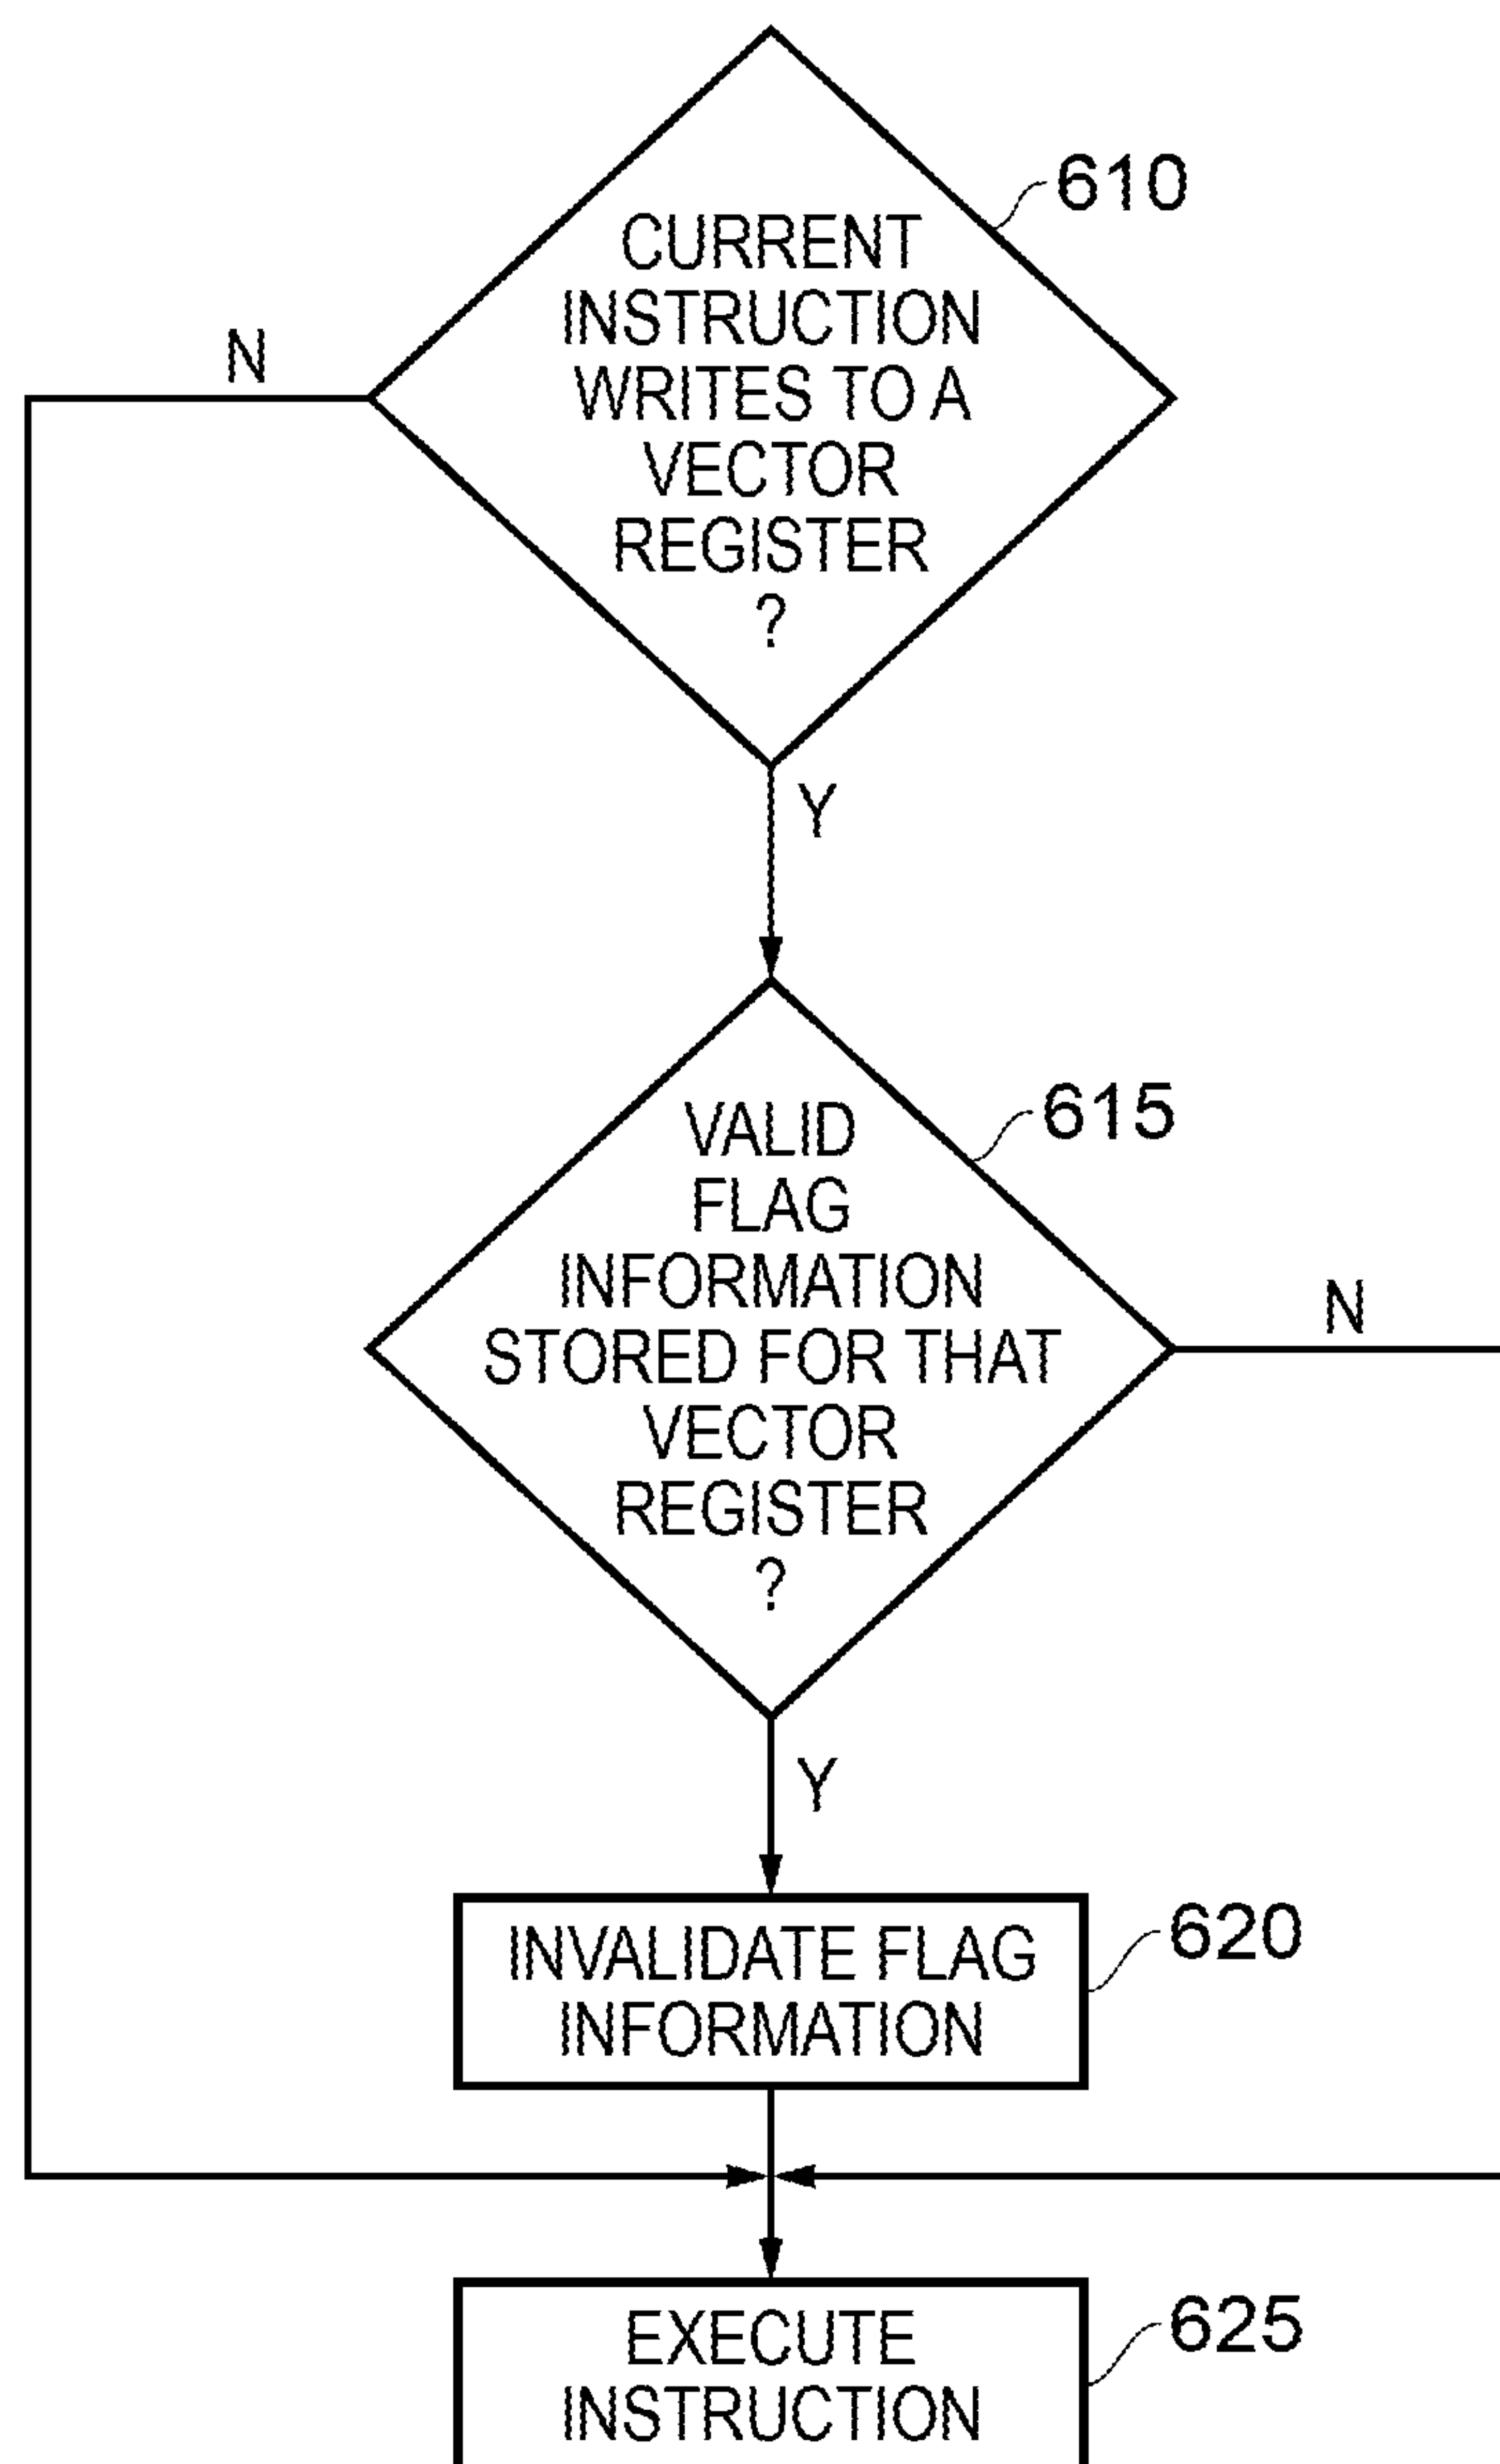 610
CURRENT
INSTRUCTION
WRITES TO A
VECTOR
REGISTER
?
N
Y
615
VALID
FLAG
INFORMATION
STORED FOR THAT
VECTOR
REGISTER
?
N
Y
620
INVALIDATE FLAG
INFORMATION
625
EXECUTE
INSTRUCTION